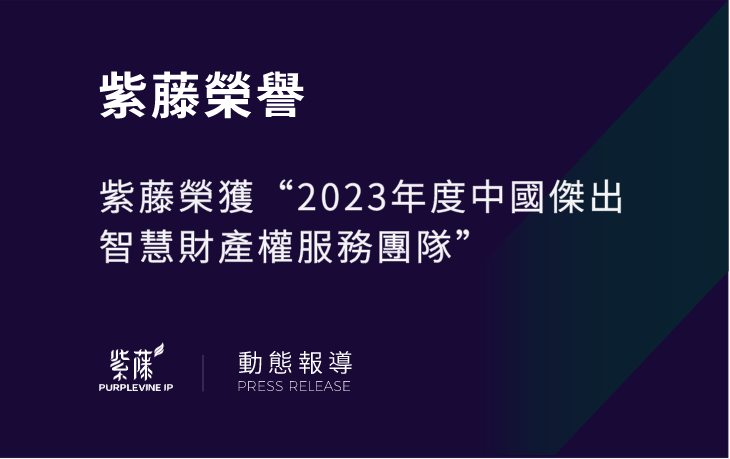 紫藤榮譽
紫藤榮獲“2023年度中國傑出
智慧財產權服務團隊”
紫藤
PURPLEVINE IP
動態報導
PRESS RELEASE